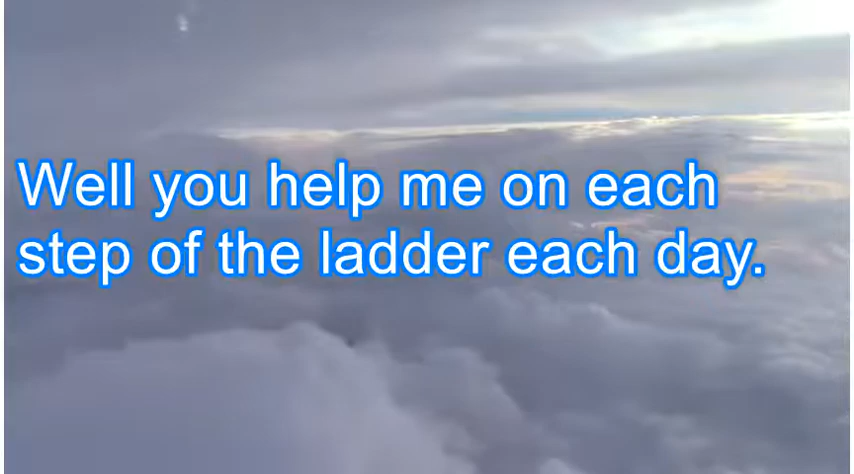 Well you help me on each
step of the ladder each day.